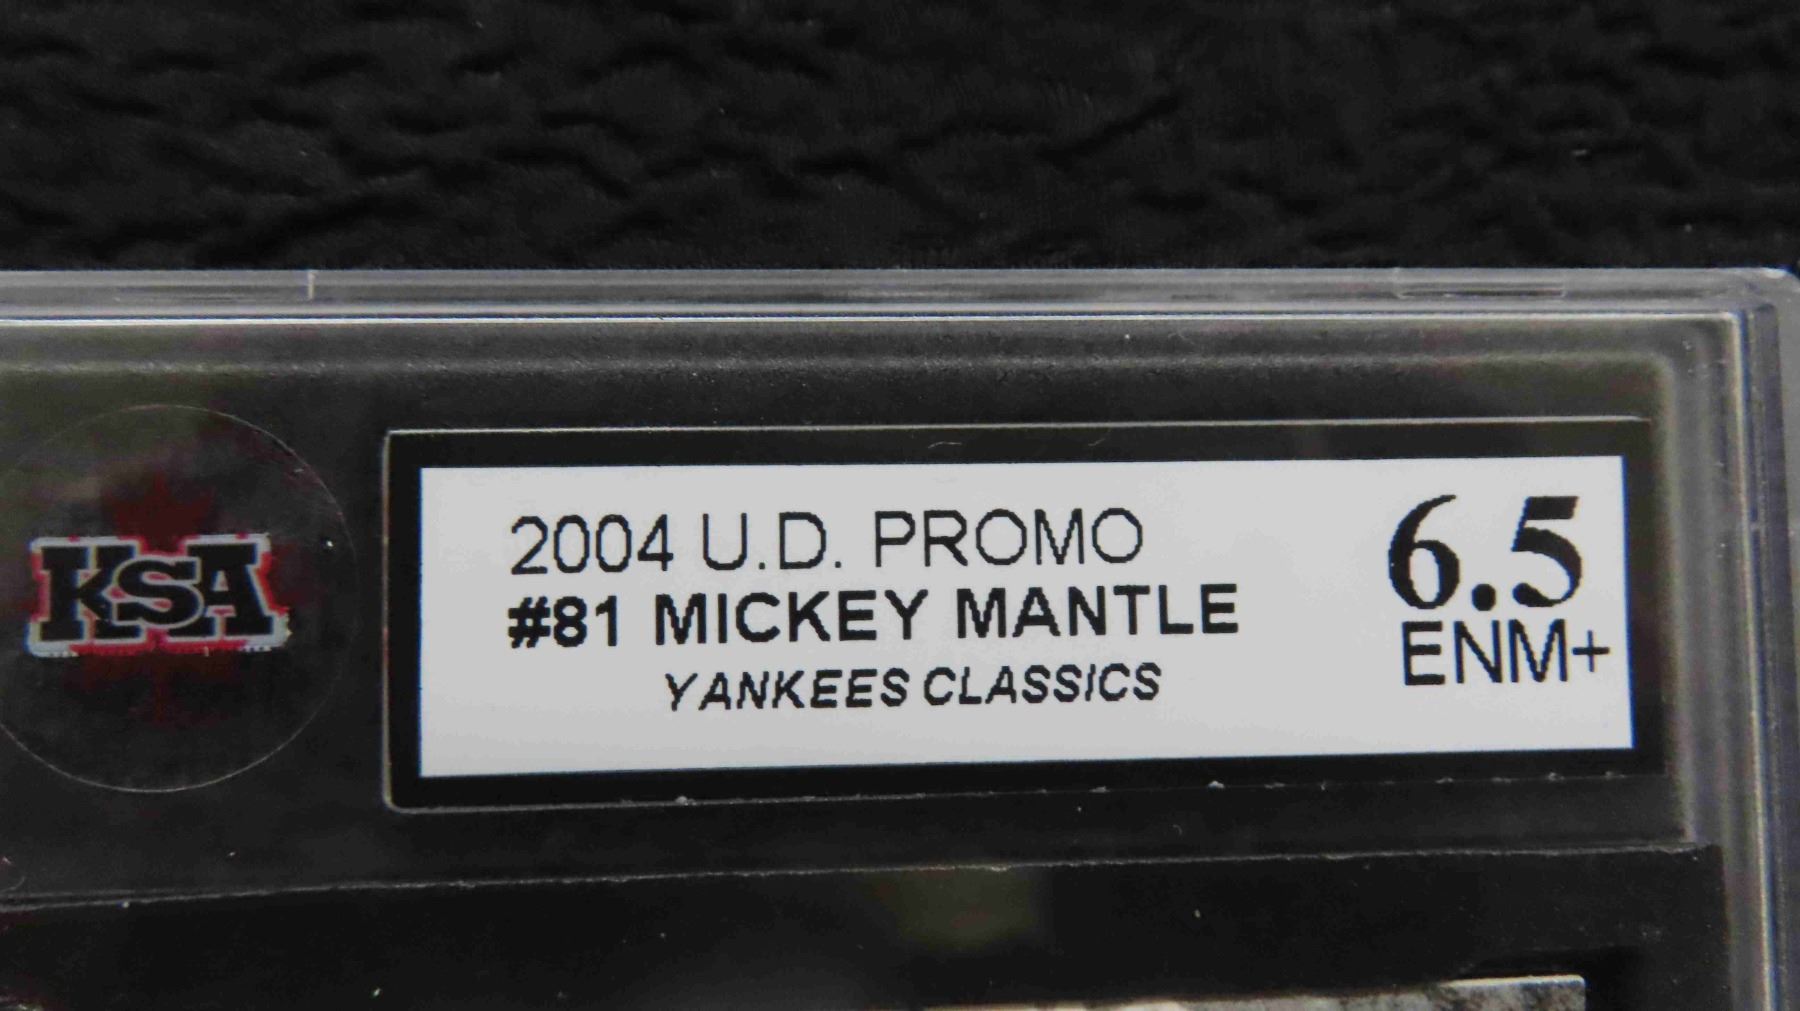 KSA
2004 U.D. PROMO
#81 MICKEY MANTLE
YANKEES CLASSICS
6.5
ENM+